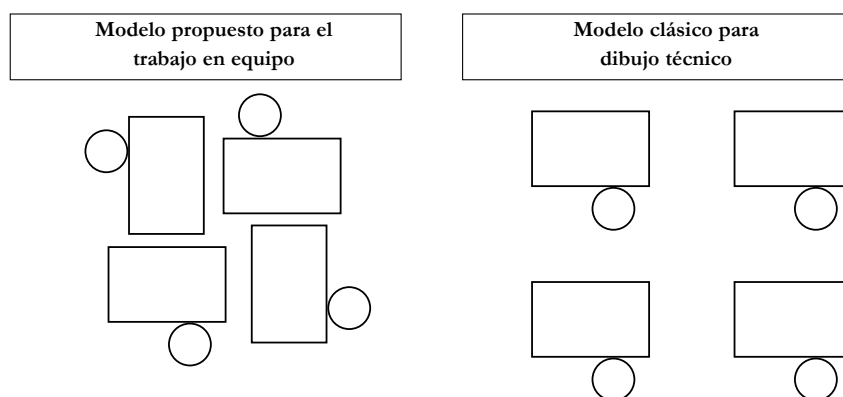 Modelo propuesto para el
trabajo en equipo
Modelo clásico para
dibujo técnico